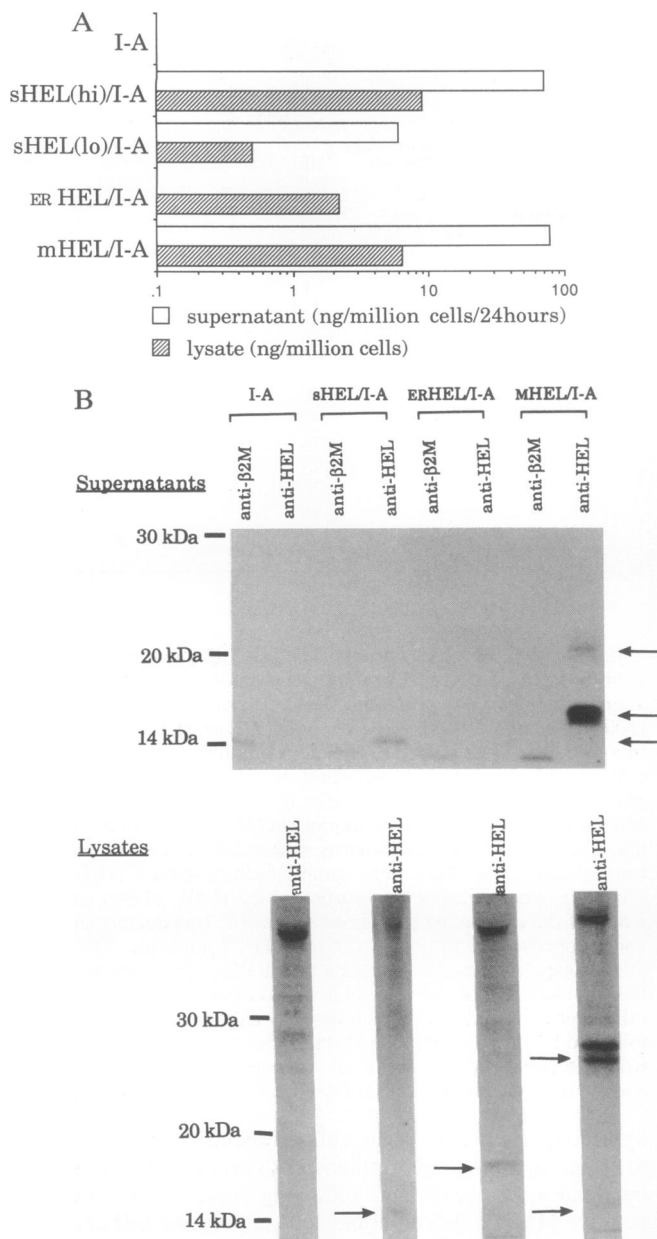 A
I-A
sHEL(hi)/I-A
sHEL(lo)/I-A
ER HEL/I-A
mHEL/I-A
.1 1 10 100
supernatant (ng/million cells/24hours)
lysate (ng/million cells)
B
I-A sHEL/I-A ERHEL/I-A MHEL/I-A
Supernatants
anti-β2M anti-HEL anti-β2M anti-HEL anti-β2M anti-HEL anti-β2M anti-HEL
30 kDa
20 kDa
14 kDa
Lysates
anti-HEL anti-HEL anti-HEL anti-HEL
30 kDa
20 kDa
14 kDa